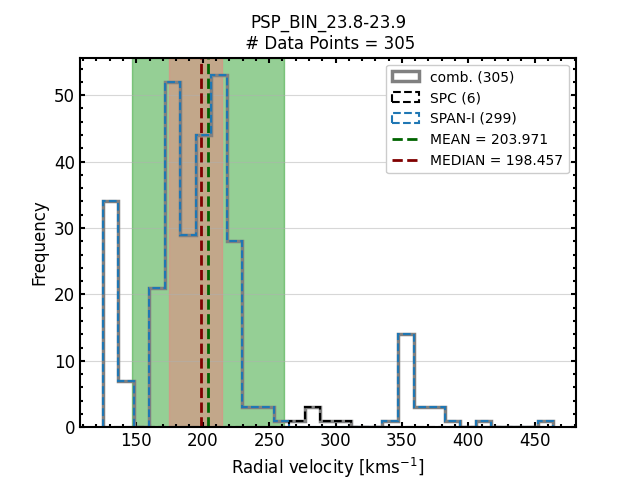 PSP_BIN_23.8-23.9
# Data Points = 305
comb. (305)
SPC (6)
SPAN-I (299)
MEAN = 203.971
MEDIAN = 198.457
Frequency
50
40
30
20
10
0
150 200 250 300 350 400 450
Radial velocity [kms⁻¹]